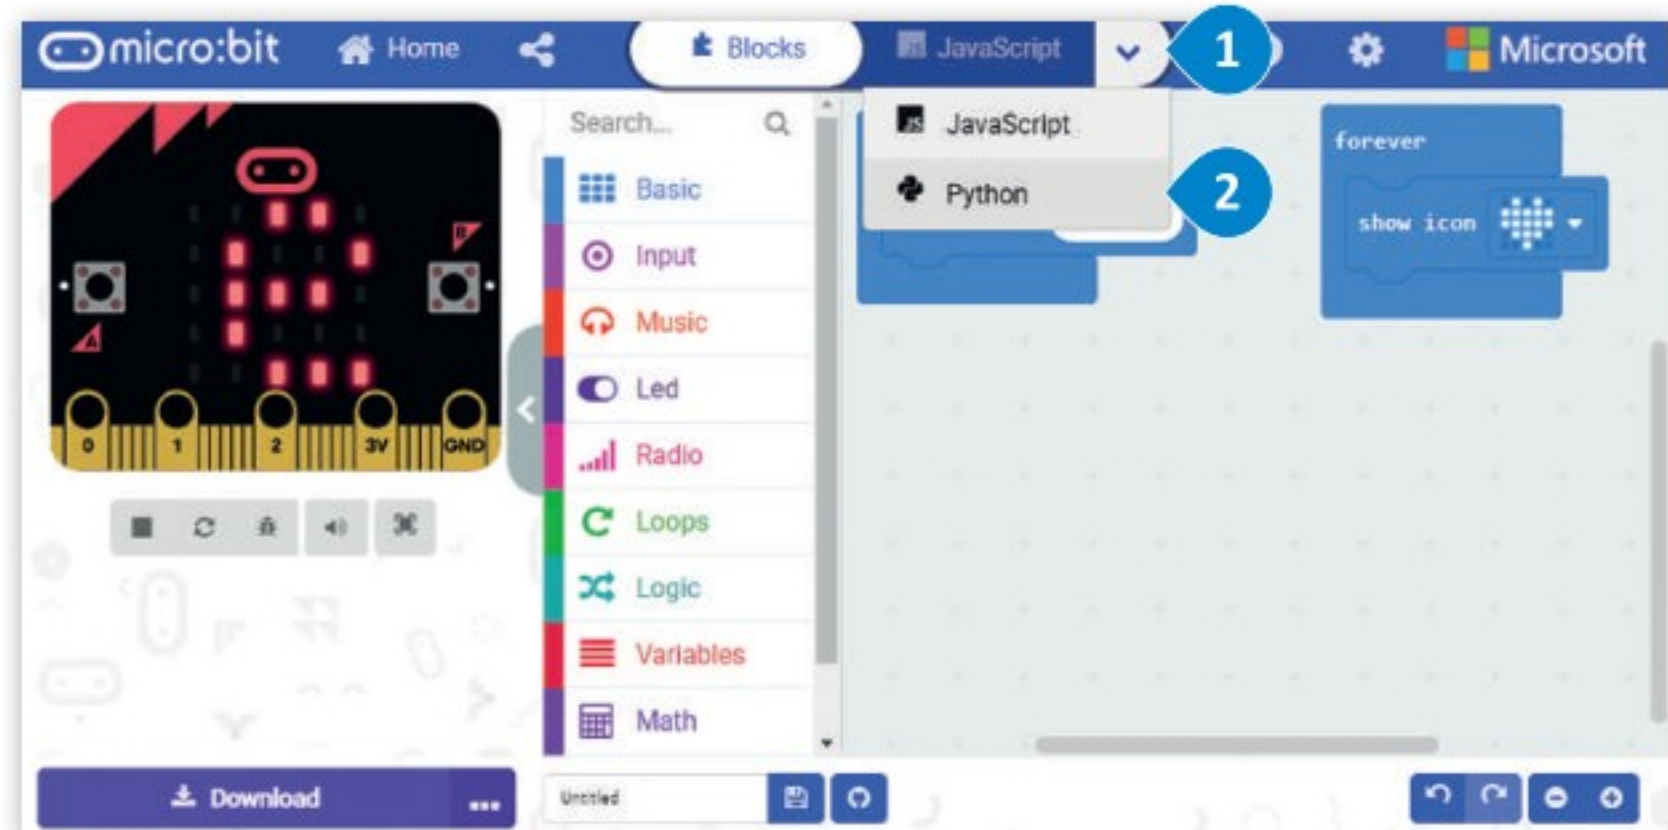 micro:bit Home Blocks JavaScript 1 Microsoft
Search...
JavaScript
Python 2
Basic
Input
Music
Led
Radio
Loops
Logic
Variables
Math
forever
show icon
B
A
0 1 2 3V GND
Download ...
Untitled